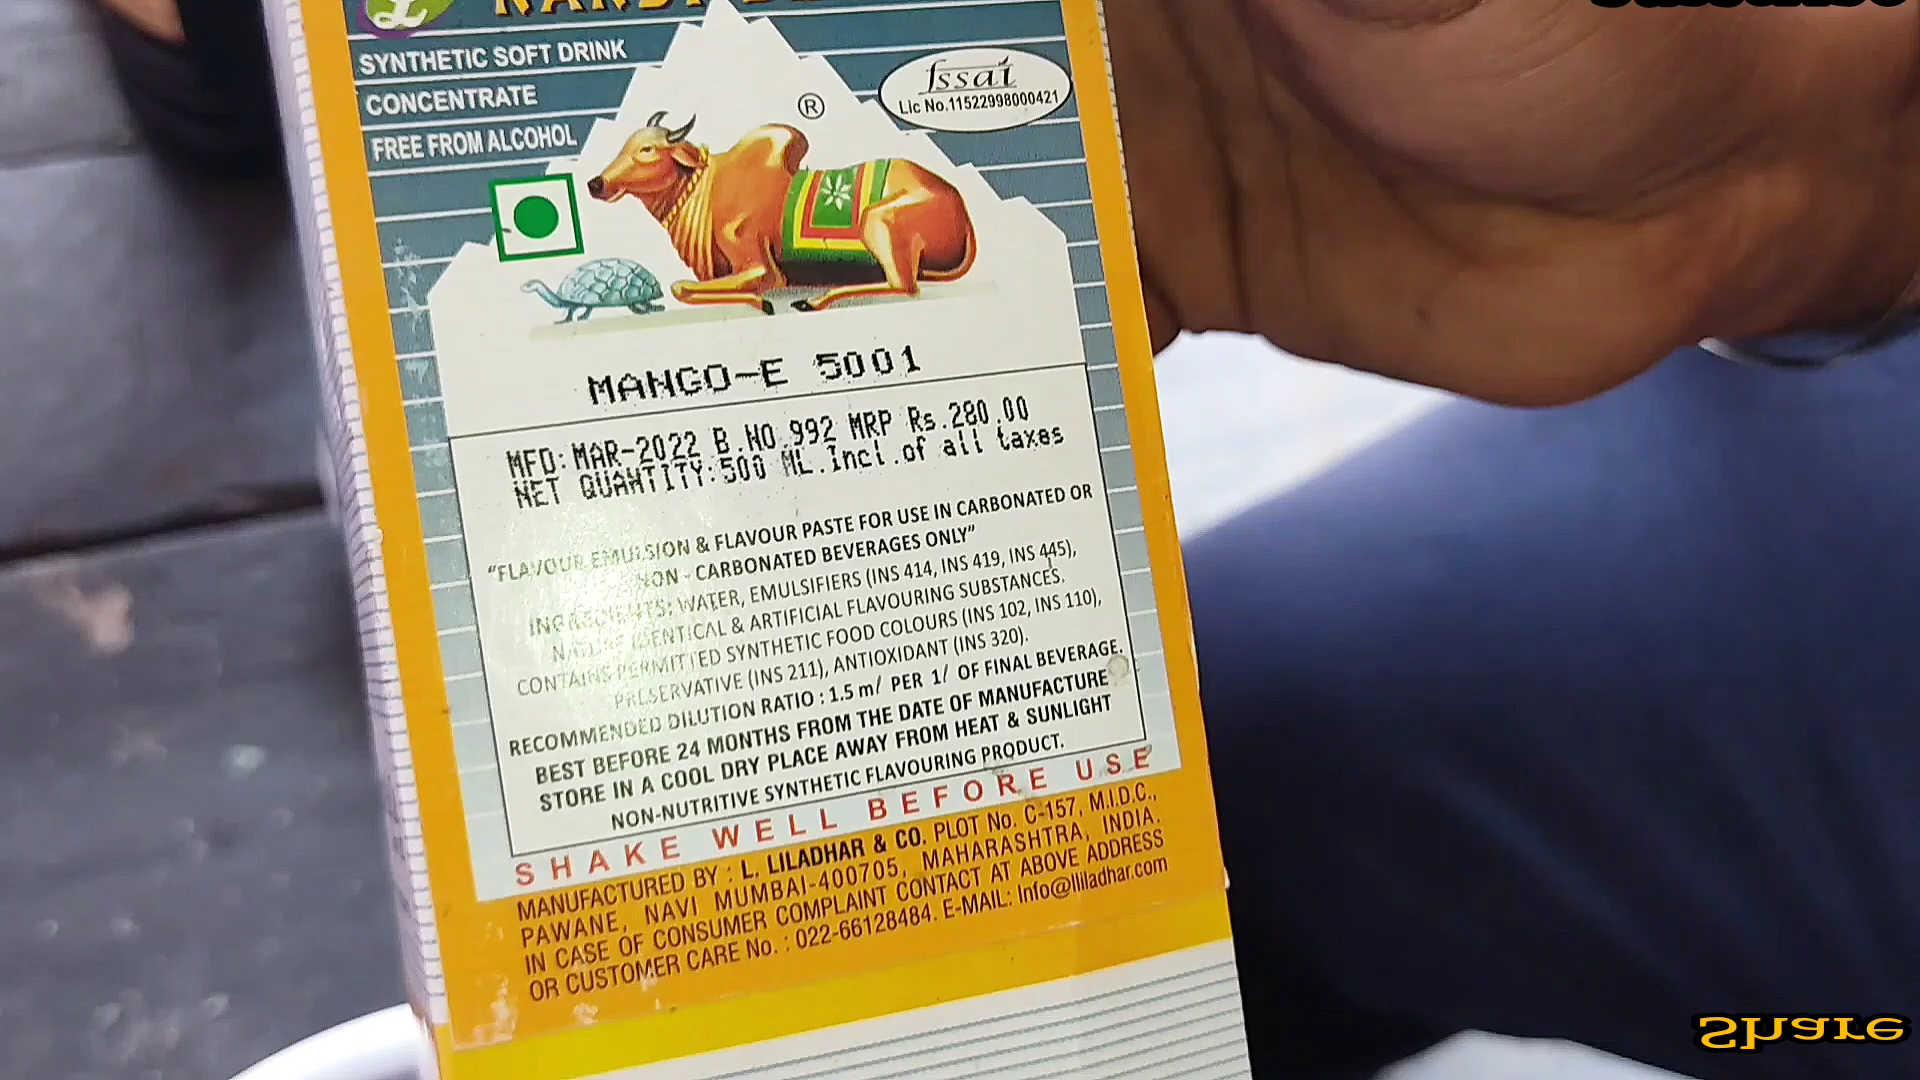 SYNTHETIC SOFT DRINK
CONCENTRATE
FREE FROM ALCOHOL
fssai
Lic No.11522998000421
®
MANGO-E 5001
MFD: MAR-2022 B.NO.992 MRP Rs.280.00
NET QUANTITY:500 ML.Incl.of all taxes
"FLAVOUR EMULSION & FLAVOUR PASTE FOR USE IN CARBONATED OR
NON - CARBONATED BEVERAGES ONLY"
INGREDIENTS: WATER, EMULSIFIERS (INS 414, INS 419, INS 445),
NATURE IDENTICAL & ARTIFICIAL FLAVOURING SUBSTANCES.
CONTAINS PERMITTED SYNTHETIC FOOD COLOURS (INS 102, INS 110),
PRESERVATIVE (INS 211), ANTIOXIDANT (INS 320).
RECOMMENDED DILUTION RATIO : 1.5 ml PER 1l OF FINAL BEVERAGE.
BEST BEFORE 24 MONTHS FROM THE DATE OF MANUFACTURE
STORE IN A COOL DRY PLACE AWAY FROM HEAT & SUNLIGHT
NON-NUTRITIVE SYNTHETIC FLAVOURING PRODUCT.
SHAKE WELL BEFORE USE
MANUFACTURED BY : L. LILADHAR & CO. PLOT No. C-157, M.I.D.C.,
PAWANE, NAVI MUMBAI-400705, MAHARASHTRA, INDIA.
IN CASE OF CONSUMER COMPLAINT CONTACT AT ABOVE ADDRESS
OR CUSTOMER CARE No. : 022-66128484. E-MAIL: Info@lliladhar.com
Share